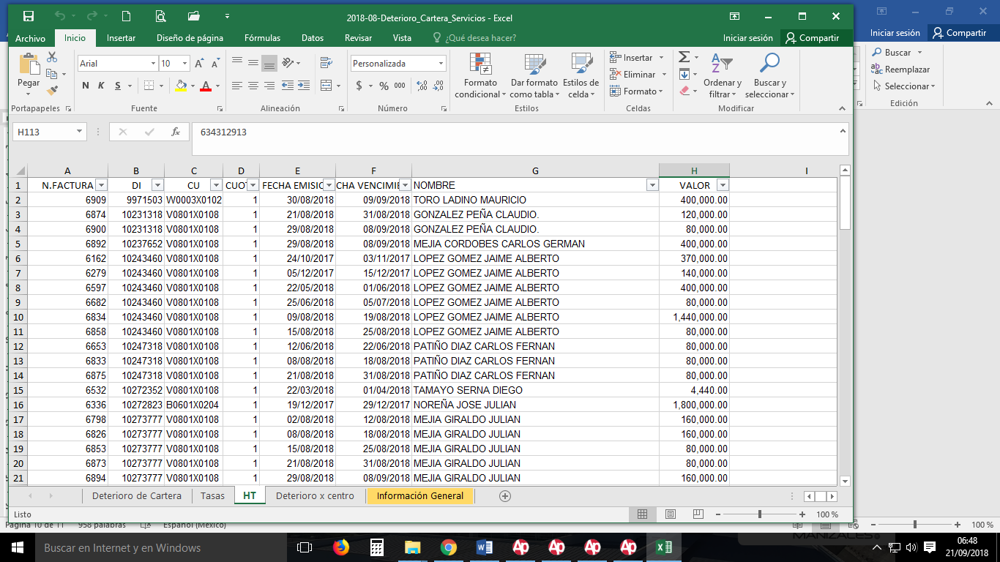 2018-08-Deterioro_Cartera_Servicios - Excel
Archivo Inicio Insertar Diseño de página Fórmulas Datos Revisar Vista ¿Qué desea hacer? Iniciar sesión Compartir
Iniciar sesión Compartir
Pegar
Portapapeles
Arial 10
N K S
Fuente
Alineación
Personalizada
$ % 000
Número
Formato condicional
Dar formato como tabla
Estilos de celda
Estilos
Insertar
Eliminar
Formato
Celdas
Ordenar y filtrar
Buscar y seleccionar
Modificar
Buscar
Reemplazar
Seleccionar
Edición
H113 fx 634312913
A B C D E F G H I
1 N.FACTURA DI CU CUOT FECHA EMISIC CHA VENCIMIE NOMBRE VALOR
2 6909 9971503 W0003X0102 1 30/08/2018 09/09/2018 TORO LADINO MAURICIO 400,000.00
3 6874 10231318 V0801X0108 1 21/08/2018 31/08/2018 GONZALEZ PEÑA CLAUDIO. 120,000.00
4 6900 10231318 V0801X0108 1 29/08/2018 08/09/2018 GONZALEZ PEÑA CLAUDIO. 80,000.00
5 6892 10237652 V0801X0108 1 29/08/2018 08/09/2018 MEJIA CORDOBES CARLOS GERMAN 400,000.00
6 6162 10243460 V0801X0108 1 24/10/2017 03/11/2017 LOPEZ GOMEZ JAIME ALBERTO 370,000.00
7 6279 10243460 V0801X0108 1 05/12/2017 15/12/2017 LOPEZ GOMEZ JAIME ALBERTO 140,000.00
8 6597 10243460 V0801X0108 1 22/05/2018 01/06/2018 LOPEZ GOMEZ JAIME ALBERTO 400,000.00
9 6682 10243460 V0801X0108 1 25/06/2018 05/07/2018 LOPEZ GOMEZ JAIME ALBERTO 80,000.00
10 6834 10243460 V0801X0108 1 09/08/2018 19/08/2018 LOPEZ GOMEZ JAIME ALBERTO 1,440,000.00
11 6858 10243460 V0801X0108 1 15/08/2018 25/08/2018 LOPEZ GOMEZ JAIME ALBERTO 80,000.00
12 6653 10247318 V0801X0108 1 12/06/2018 22/06/2018 PATIÑO DIAZ CARLOS FERNAN 80,000.00
13 6833 10247318 V0801X0108 1 08/08/2018 18/08/2018 PATIÑO DIAZ CARLOS FERNAN 80,000.00
14 6875 10247318 V0801X0108 1 21/08/2018 31/08/2018 PATIÑO DIAZ CARLOS FERNAN 80,000.00
15 6532 10272352 V0801X0108 1 22/03/2018 01/04/2018 TAMAYO SERNA DIEGO 4,440.00
16 6336 10272823 B0601X0204 1 19/12/2017 29/12/2017 NOREÑA JOSE JULIAN 1,800,000.00
17 6798 10273777 V0801X0108 1 02/08/2018 12/08/2018 MEJIA GIRALDO JULIAN 160,000.00
18 6826 10273777 V0801X0108 1 08/08/2018 18/08/2018 MEJIA GIRALDO JULIAN 160,000.00
19 6853 10273777 V0801X0108 1 15/08/2018 25/08/2018 MEJIA GIRALDO JULIAN 80,000.00
20 6873 10273777 V0801X0108 1 21/08/2018 31/08/2018 MEJIA GIRALDO JULIAN 80,000.00
21 6894 10273777 V0801X0108 1 29/08/2018 08/09/2018 MEJIA GIRALDO JULIAN 160,000.00
Deterioro de Cartera Tasas HT Deterioro x centro Información General
Listo 100 %
Página 10 de 11 958 palabras Español (México) 100 %
MANIZALES
Buscar en Internet y en Windows
06:48
21/09/2018